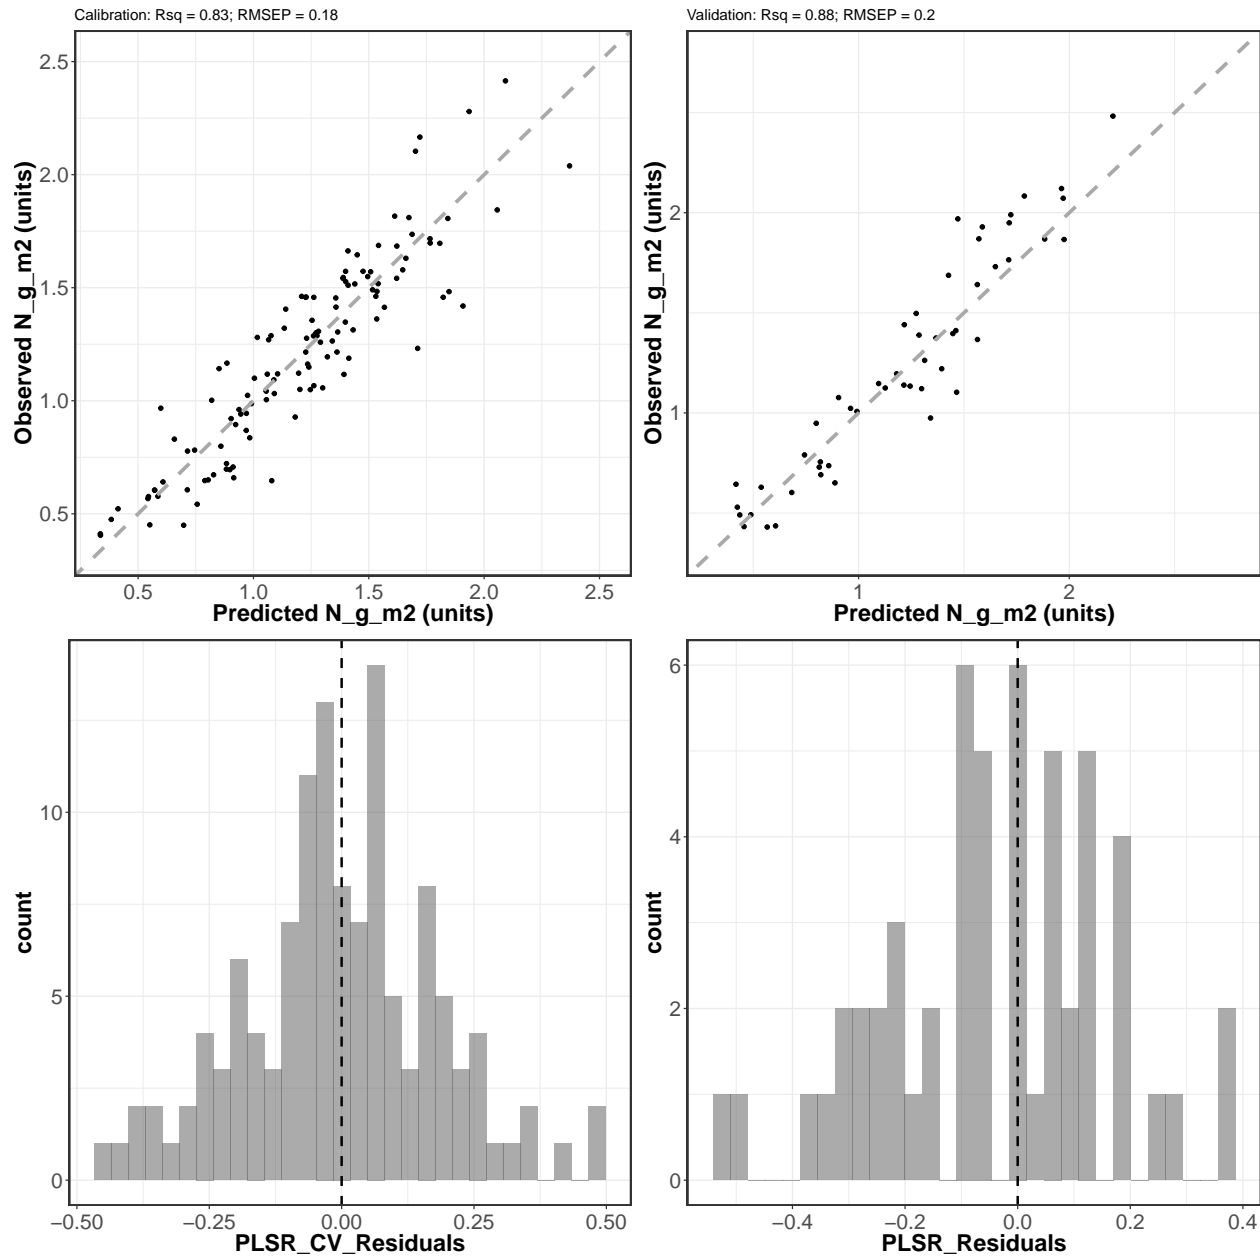 Calibration: Rsq = 0.83; RMSEP = 0.18
Observed N_g_m2 (units)
2.5
2.0
1.5
1.0
0.5
0.5 1.0 1.5 2.0 2.5
Predicted N_g_m2 (units)
Validation: Rsq = 0.88; RMSEP = 0.2
Observed N_g_m2 (units)
2
1
1 2
Predicted N_g_m2 (units)
count
10
5
0
−0.50 −0.25 0.00 0.25 0.50
PLSR_CV_Residuals
count
6
4
2
0
−0.4 −0.2 0.0 0.2 0.4
PLSR_Residuals